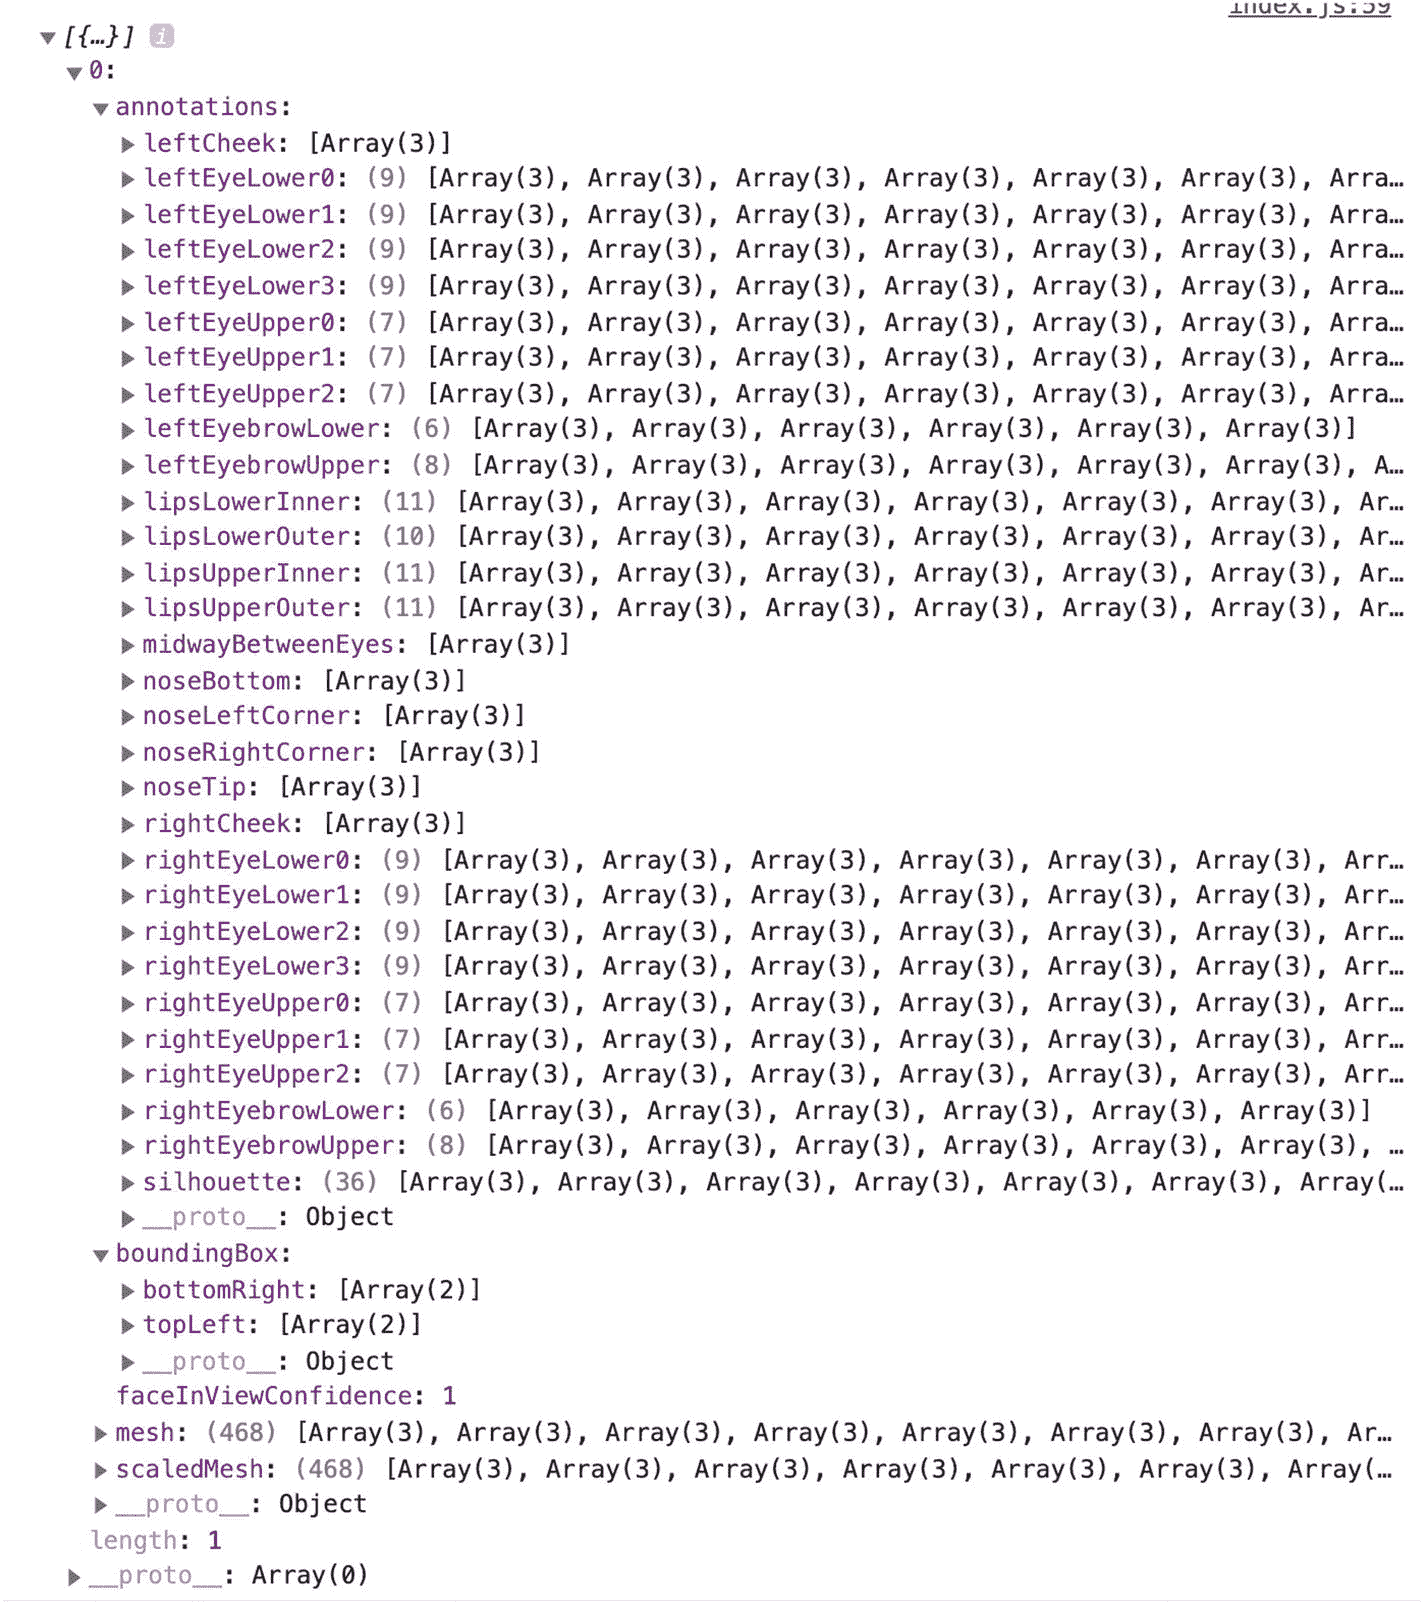 index.js:59
▼ [{…}] i
▼ 0:
▼ annotations:
▶ leftCheek: [Array(3)]
▶ leftEyeLower0: (9) [Array(3), Array(3), Array(3), Array(3), Array(3), Array(3), Arra…
▶ leftEyeLower1: (9) [Array(3), Array(3), Array(3), Array(3), Array(3), Array(3), Arra…
▶ leftEyeLower2: (9) [Array(3), Array(3), Array(3), Array(3), Array(3), Array(3), Arra…
▶ leftEyeLower3: (9) [Array(3), Array(3), Array(3), Array(3), Array(3), Array(3), Arra…
▶ leftEyeUpper0: (7) [Array(3), Array(3), Array(3), Array(3), Array(3), Array(3), Arra…
▶ leftEyeUpper1: (7) [Array(3), Array(3), Array(3), Array(3), Array(3), Array(3), Arra…
▶ leftEyeUpper2: (7) [Array(3), Array(3), Array(3), Array(3), Array(3), Array(3), Arra…
▶ leftEyebrowLower: (6) [Array(3), Array(3), Array(3), Array(3), Array(3), Array(3)]
▶ leftEyebrowUpper: (8) [Array(3), Array(3), Array(3), Array(3), Array(3), Array(3), A…
▶ lipsLowerInner: (11) [Array(3), Array(3), Array(3), Array(3), Array(3), Array(3), Ar…
▶ lipsLowerOuter: (10) [Array(3), Array(3), Array(3), Array(3), Array(3), Array(3), Ar…
▶ lipsUpperInner: (11) [Array(3), Array(3), Array(3), Array(3), Array(3), Array(3), Ar…
▶ lipsUpperOuter: (11) [Array(3), Array(3), Array(3), Array(3), Array(3), Array(3), Ar…
▶ midwayBetweenEyes: [Array(3)]
▶ noseBottom: [Array(3)]
▶ noseLeftCorner: [Array(3)]
▶ noseRightCorner: [Array(3)]
▶ noseTip: [Array(3)]
▶ rightCheek: [Array(3)]
▶ rightEyeLower0: (9) [Array(3), Array(3), Array(3), Array(3), Array(3), Array(3), Arr…
▶ rightEyeLower1: (9) [Array(3), Array(3), Array(3), Array(3), Array(3), Array(3), Arr…
▶ rightEyeLower2: (9) [Array(3), Array(3), Array(3), Array(3), Array(3), Array(3), Arr…
▶ rightEyeLower3: (9) [Array(3), Array(3), Array(3), Array(3), Array(3), Array(3), Arr…
▶ rightEyeUpper0: (7) [Array(3), Array(3), Array(3), Array(3), Array(3), Array(3), Arr…
▶ rightEyeUpper1: (7) [Array(3), Array(3), Array(3), Array(3), Array(3), Array(3), Arr…
▶ rightEyeUpper2: (7) [Array(3), Array(3), Array(3), Array(3), Array(3), Array(3), Arr…
▶ rightEyebrowLower: (6) [Array(3), Array(3), Array(3), Array(3), Array(3), Array(3)]
▶ rightEyebrowUpper: (8) [Array(3), Array(3), Array(3), Array(3), Array(3), Array(3), …
▶ silhouette: (36) [Array(3), Array(3), Array(3), Array(3), Array(3), Array(3), Array(…
▶ __proto__: Object
▼ boundingBox:
▶ bottomRight: [Array(2)]
▶ topLeft: [Array(2)]
▶ __proto__: Object
faceInViewConfidence: 1
▶ mesh: (468) [Array(3), Array(3), Array(3), Array(3), Array(3), Array(3), Array(3), Ar…
▶ scaledMesh: (468) [Array(3), Array(3), Array(3), Array(3), Array(3), Array(3), Array(…
▶ __proto__: Object
length: 1
▶ __proto__: Array(0)